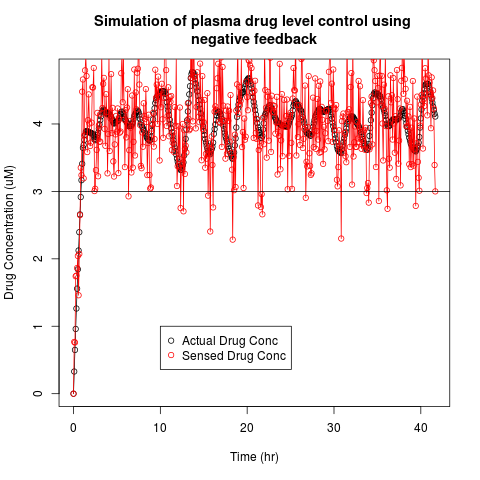 Simulation of plasma drug level control using
negative feedback
Drug Concentration (uM)
4
3
2
1
0
Actual Drug Conc
Sensed Drug Conc
0 10 20 30 40
Time (hr)